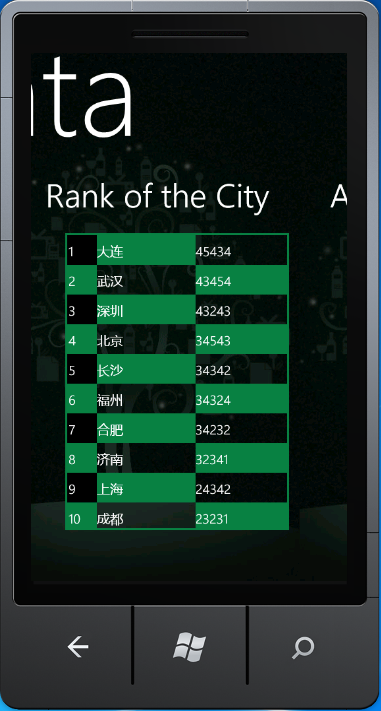 ata
Rank of the City
A
1 大连 45434
2 武汉 43454
3 深圳 43243
4 北京 34543
5 长沙 34342
6 福州 34324
7 合肥 34232
8 济南 32341
9 上海 24342
10 成都 23231